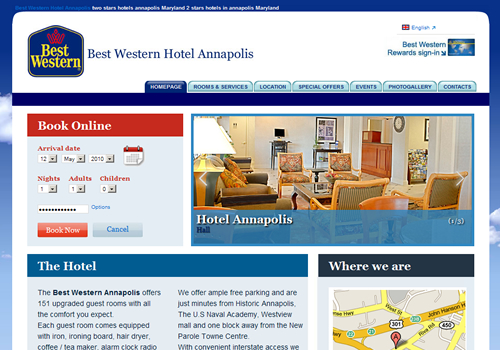 Best Western Hotel Annapolis two stars hotels annapolis Maryland 2 stars hotels in annapolis Maryland
English
Best Western
Best Western Hotel Annapolis
Best Western
Rewards sign-in
HOMEPAGE ROOMS & SERVICES LOCATION SPECIAL OFFERS EVENTS PHOTOGALLERY CONTACTS
Book Online
Arrival date
12 May 2010
Nights Adults Children
1 1 0
Options
Book Now Cancel
Hotel Annapolis
Hall
(1/3)
The Hotel
The Best Western Annapolis offers
151 upgraded guest rooms with all
the comfort you expect.
Each guest room comes equipped
with iron, ironing board, hair dryer,
coffee / tea maker, alarm clock radio
We offer ample free parking and are
just minutes from Historic Annapolis,
The U.S Naval Academy, Westview
mall and one block away from the New
Parole Towne Centre.
With convenient interstate access we
Where we are
John Hanson H
301
450
A
West